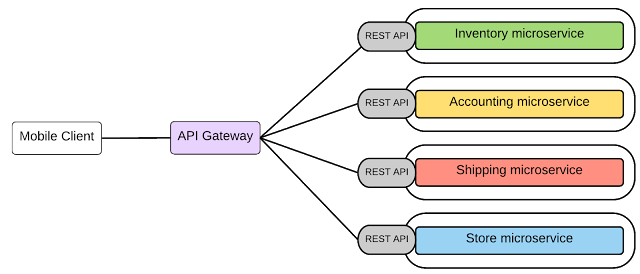 Mobile Client
API Gateway
REST API
Inventory microservice
REST API
Accounting microservice
REST API
Shipping microservice
REST API
Store microservice